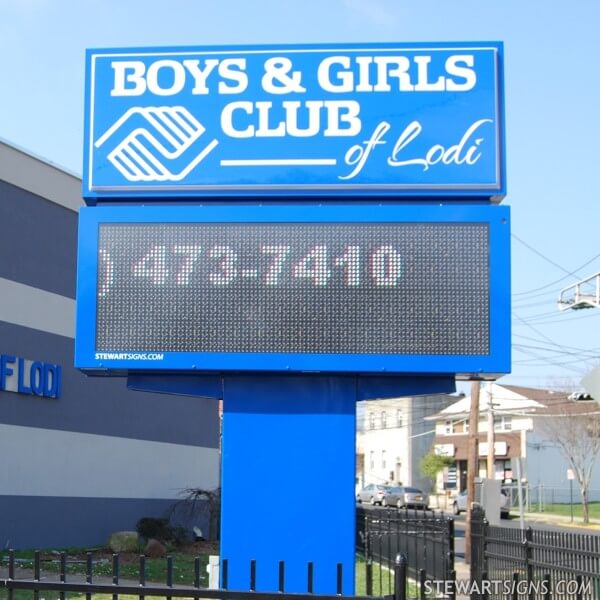 BOYS & GIRLS
CLUB
of Lodi
) 473-7410
STEWARTSIGNS.COM
F LODI
STEWARTSIGNS.COM